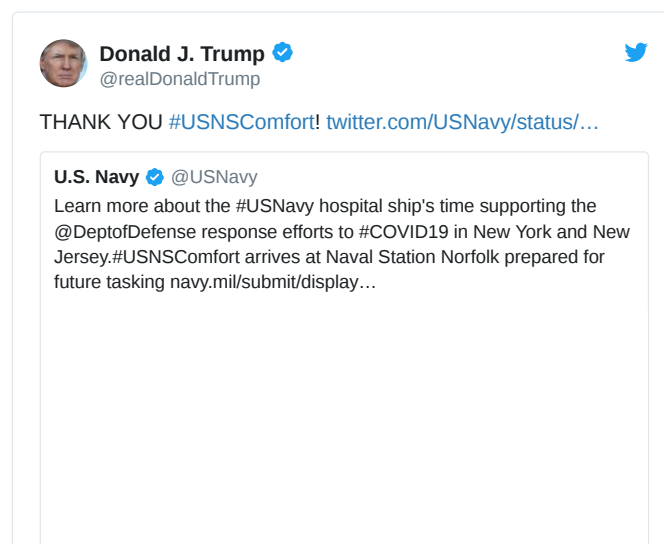 Donald J. Trump
@realDonaldTrump
THANK YOU #USNSComfort! twitter.com/USNavy/status/…
U.S. Navy @USNavy
Learn more about the #USNavy hospital ship's time supporting the
@DeptofDefense response efforts to #COVID19 in New York and New
Jersey.#USNSComfort arrives at Naval Station Norfolk prepared for
future tasking navy.mil/submit/display…